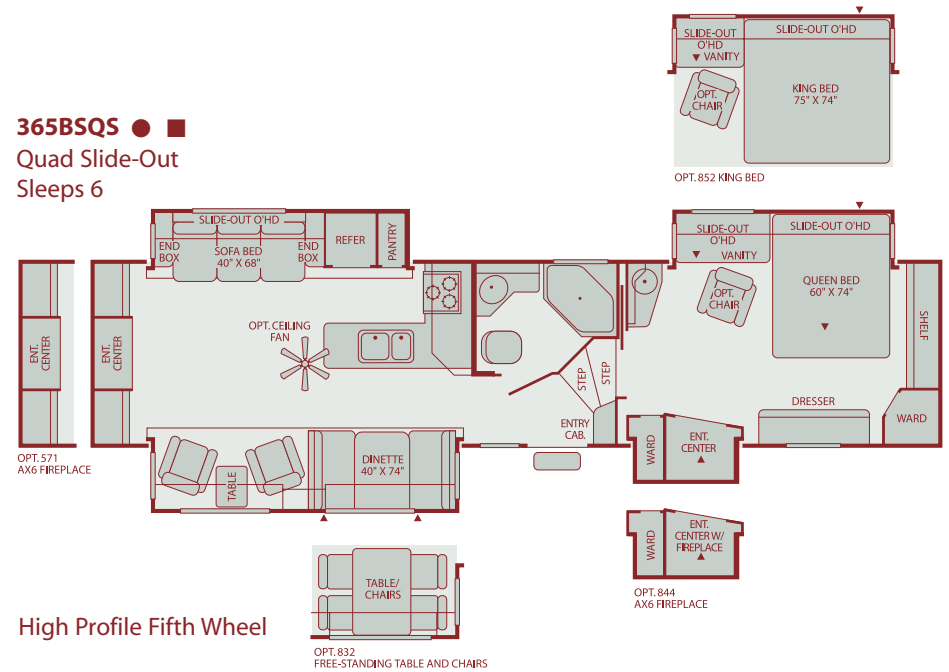 365BSQS
Quad Slide-Out
Sleeps 6
SLIDE-OUT
O'HD
VANITY
SLIDE-OUT O'HD
OPT.
CHAIR
KING BED
75" X 74"
OPT. 852 KING BED
SLIDE-OUT O'HD
END
BOX
SOFA BED
40" X 68"
END
BOX
REFER
PANTRY
SLIDE-OUT
O'HD
VANITY
SLIDE-OUT O'HD
OPT.
CHAIR
QUEEN BED
60" X 74"
SHELF
ENT.
CENTER
ENT.
CENTER
OPT. CEILING
FAN
STEP
STEP
ENTRY
CAB.
DRESSER
WARD
OPT. 571
AX6 FIREPLACE
TABLE
DINETTE
40" X 74"
WARD
ENT.
CENTER
WARD
ENT.
CENTER W/
FIREPLACE
OPT. 844
AX6 FIREPLACE
TABLE/
CHAIRS
OPT. 832
FREE-STANDING TABLE AND CHAIRS
High Profile Fifth Wheel